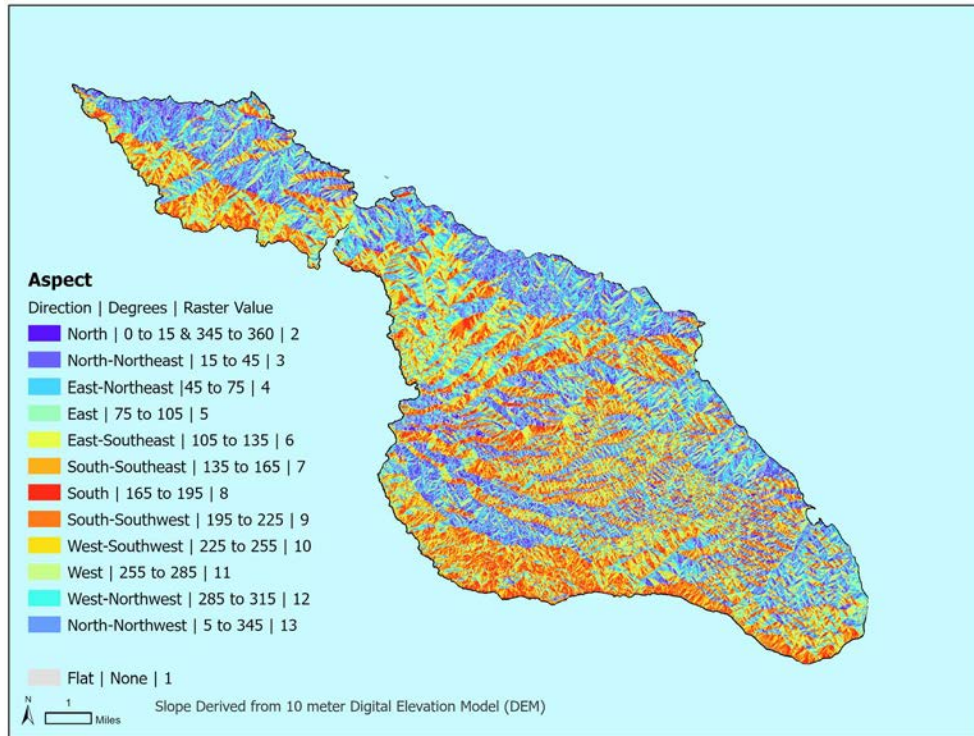 Aspect
Direction | Degrees | Raster Value
North | 0 to 15 & 345 to 360 | 2
North-Northeast | 15 to 45 | 3
East-Northeast |45 to 75 | 4
East | 75 to 105 | 5
East-Southeast | 105 to 135 | 6
South-Southeast | 135 to 165 | 7
South | 165 to 195 | 8
South-Southwest | 195 to 225 | 9
West-Southwest | 225 to 255 | 10
West | 255 to 285 | 11
West-Northwest | 285 to 315 | 12
North-Northwest | 5 to 345 | 13
Flat | None | 1
N
1
Miles
Slope Derived from 10 meter Digital Elevation Model (DEM)